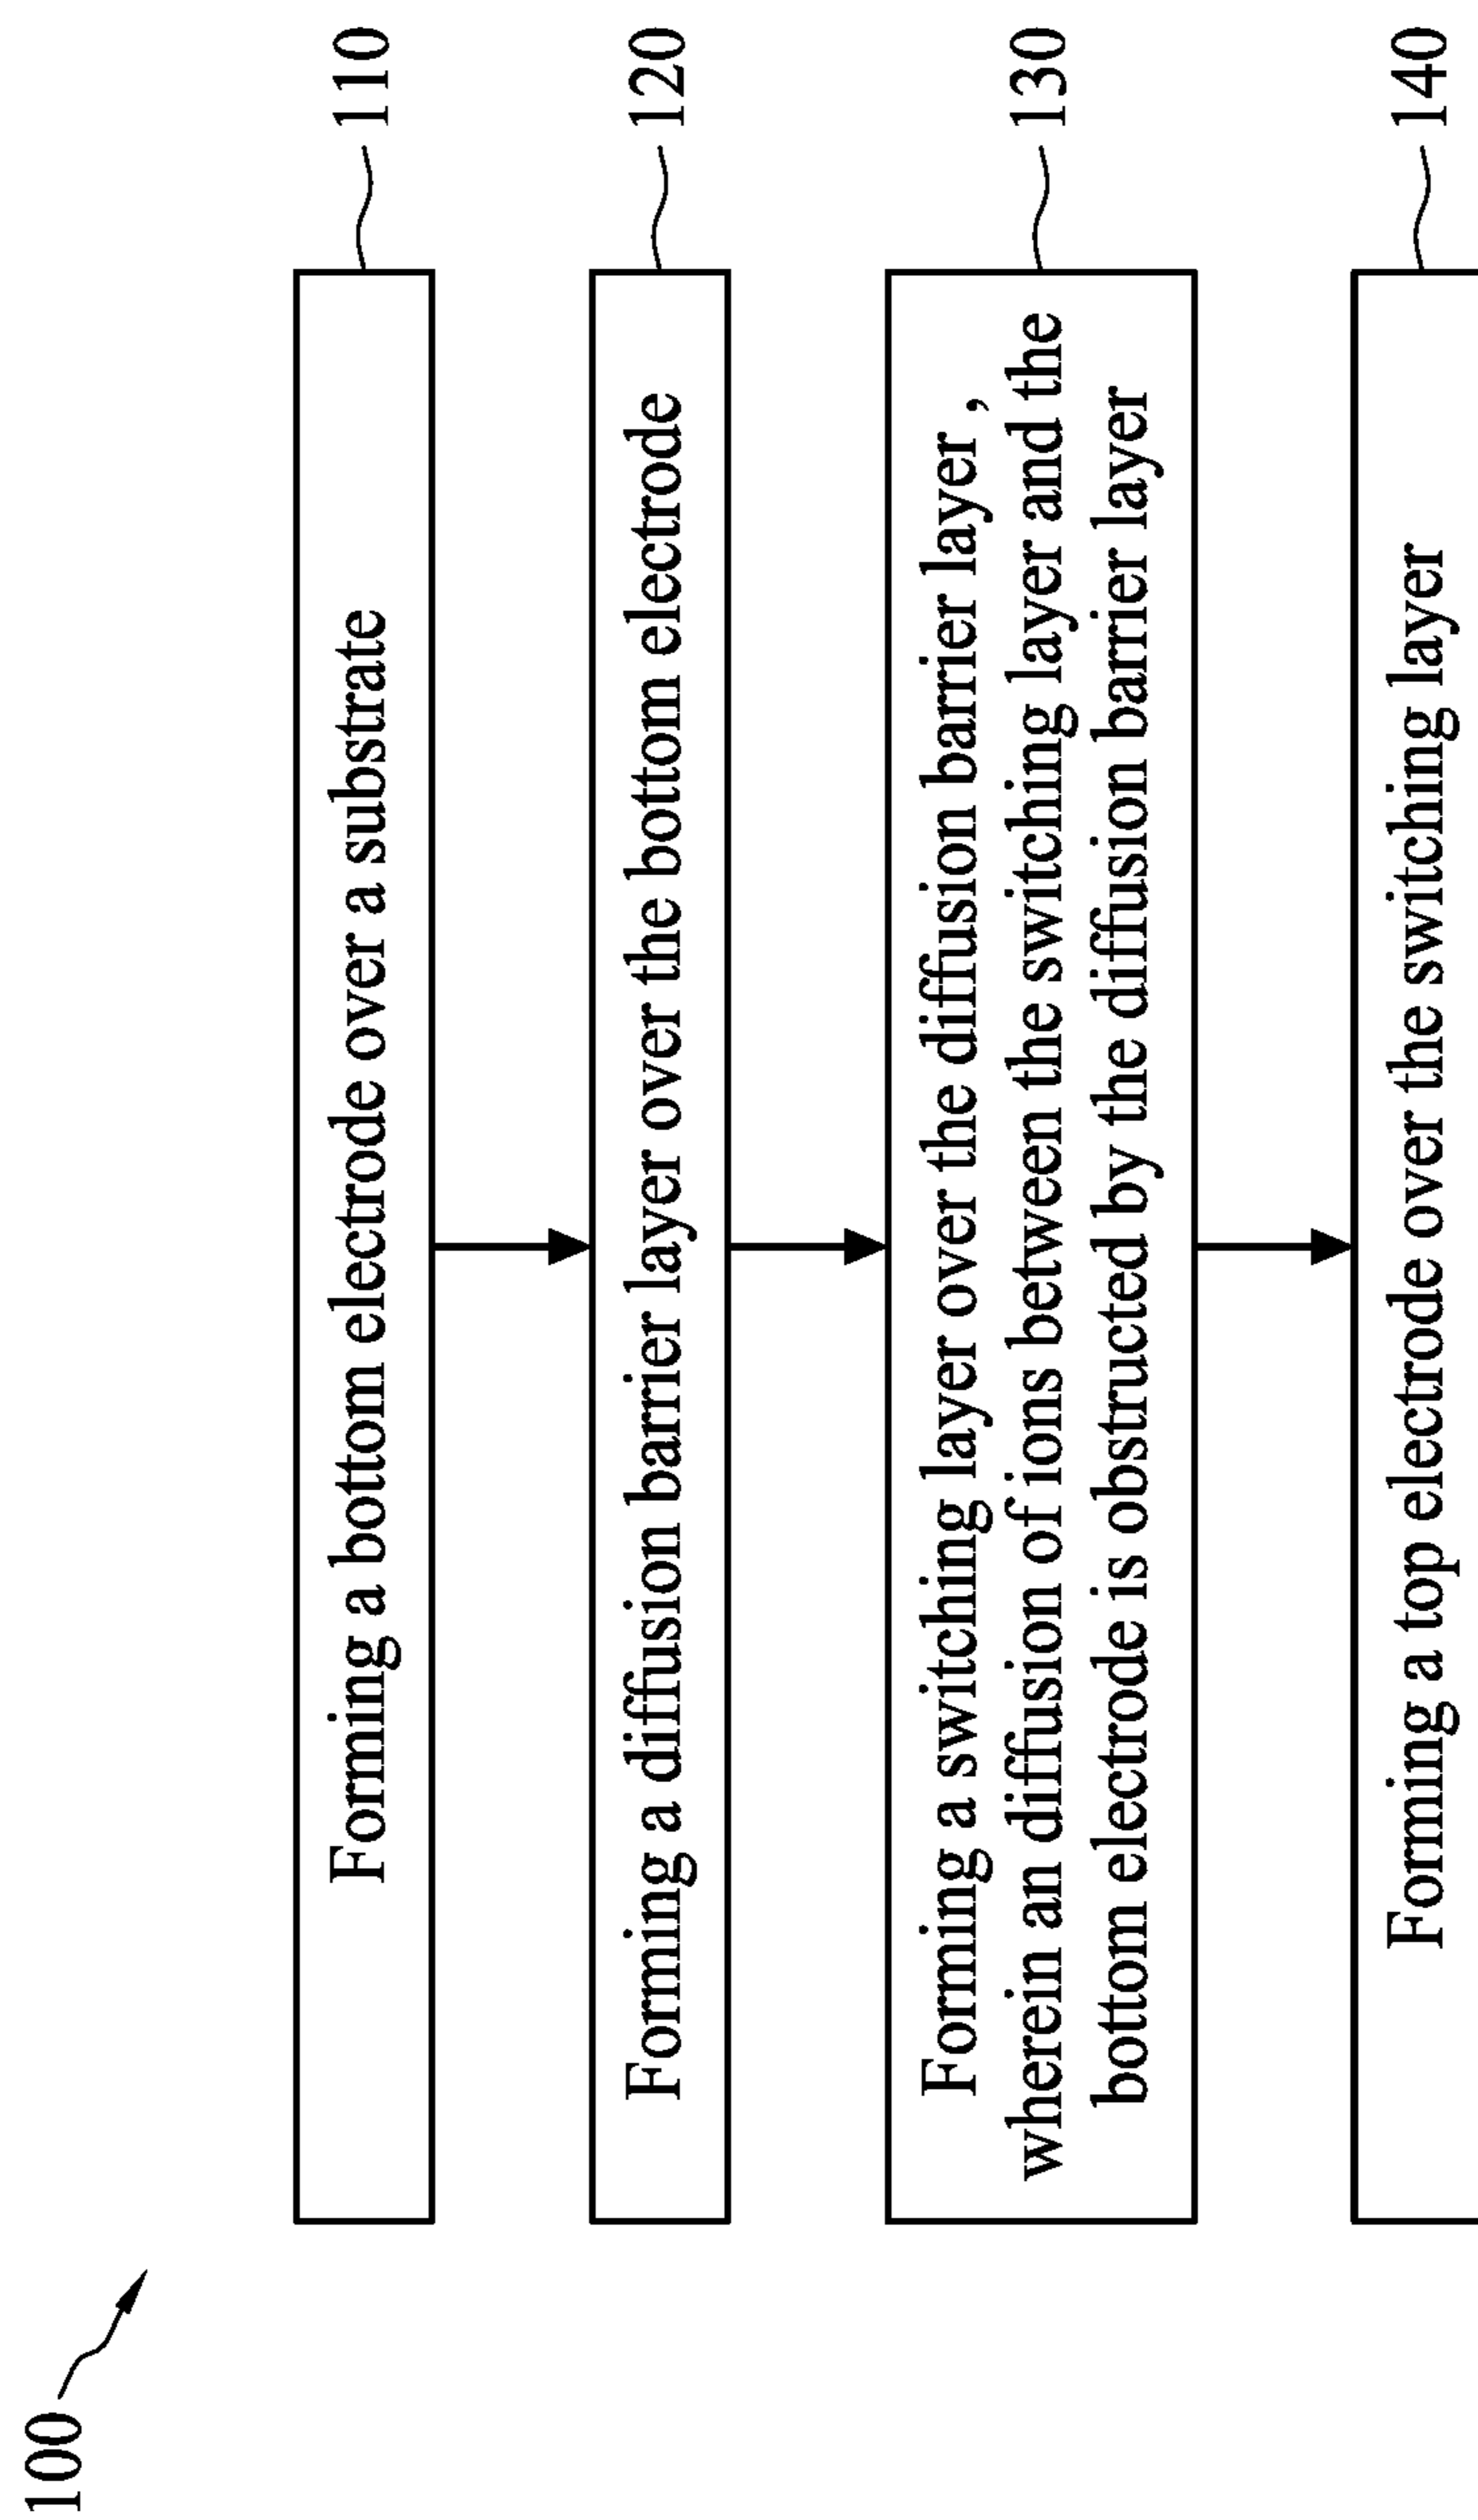 100
Forming a bottom electrode over a substrate
110
Forming a diffusion barrier layer over the bottom electrode
120
Forming a switching layer over the diffusion barrier layer,
wherein an diffusion of ions between the switching layer and the
bottom electrode is obstructed by the diffusion barrier layer
130
Forming a top electrode over the switching layer
140